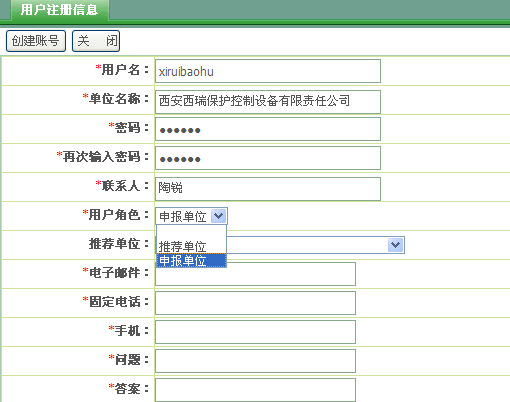 用户注册信息
创建账号 关 闭
*用户名： xiruibaohu
*单位名称： 西安西瑞保护控制设备有限责任公司
*密码： ●●●●●●
*再次输入密码： ●●●●●●
*联系人： 陶锐
*用户角色： 申报单位
推荐单位： 推荐单位
申报单位
*电子邮件：
*固定电话：
*手机：
*问题：
*答案：